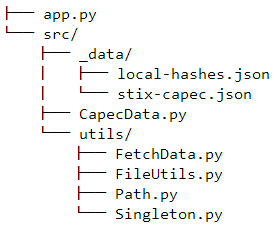 ├── app.py
└── src/
    ├── _data/
    │   ├── local-hashes.json
    │   └── stix-capec.json
    ├── CapecData.py
    └── utils/
        ├── FetchData.py
        ├── FileUtils.py
        ├── Path.py
        └── Singleton.py